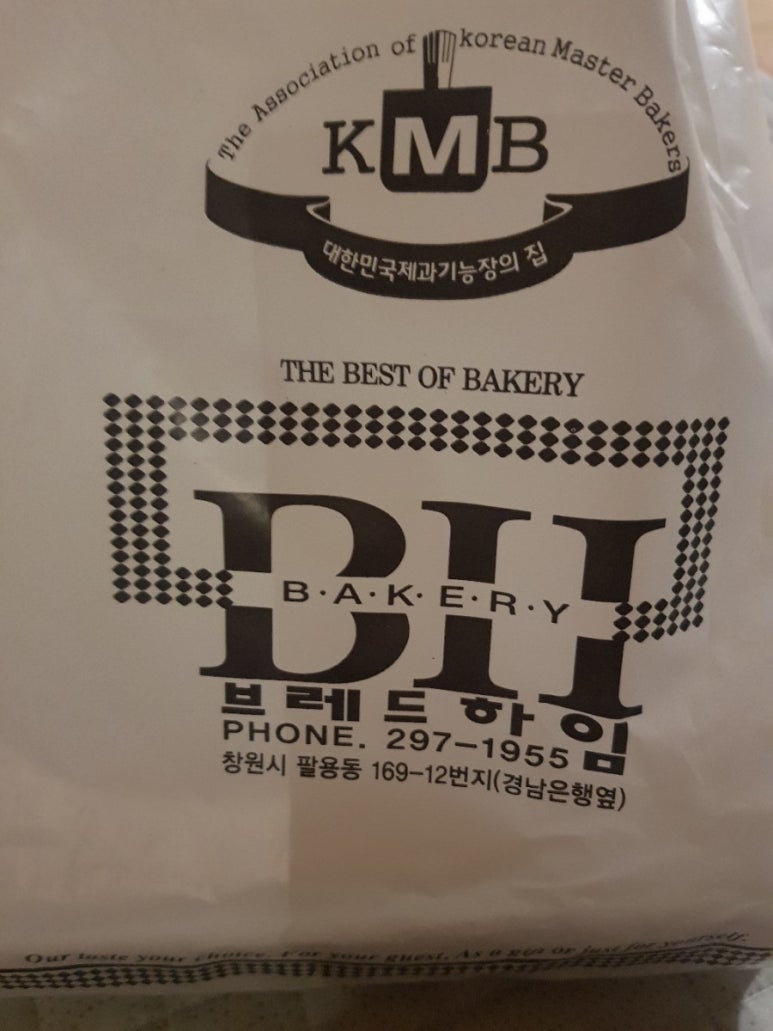 The Association of korean Master Bakers
KMB
대한민국제과기능장의 집
THE BEST OF BAKERY
BH
B·A·K·E·R·Y
브레드하임
PHONE. 297-1955
창원시 팔용동 169-12번지(경남은행옆)
Our taste your choice. For your guest, As a gift or just for yourself.